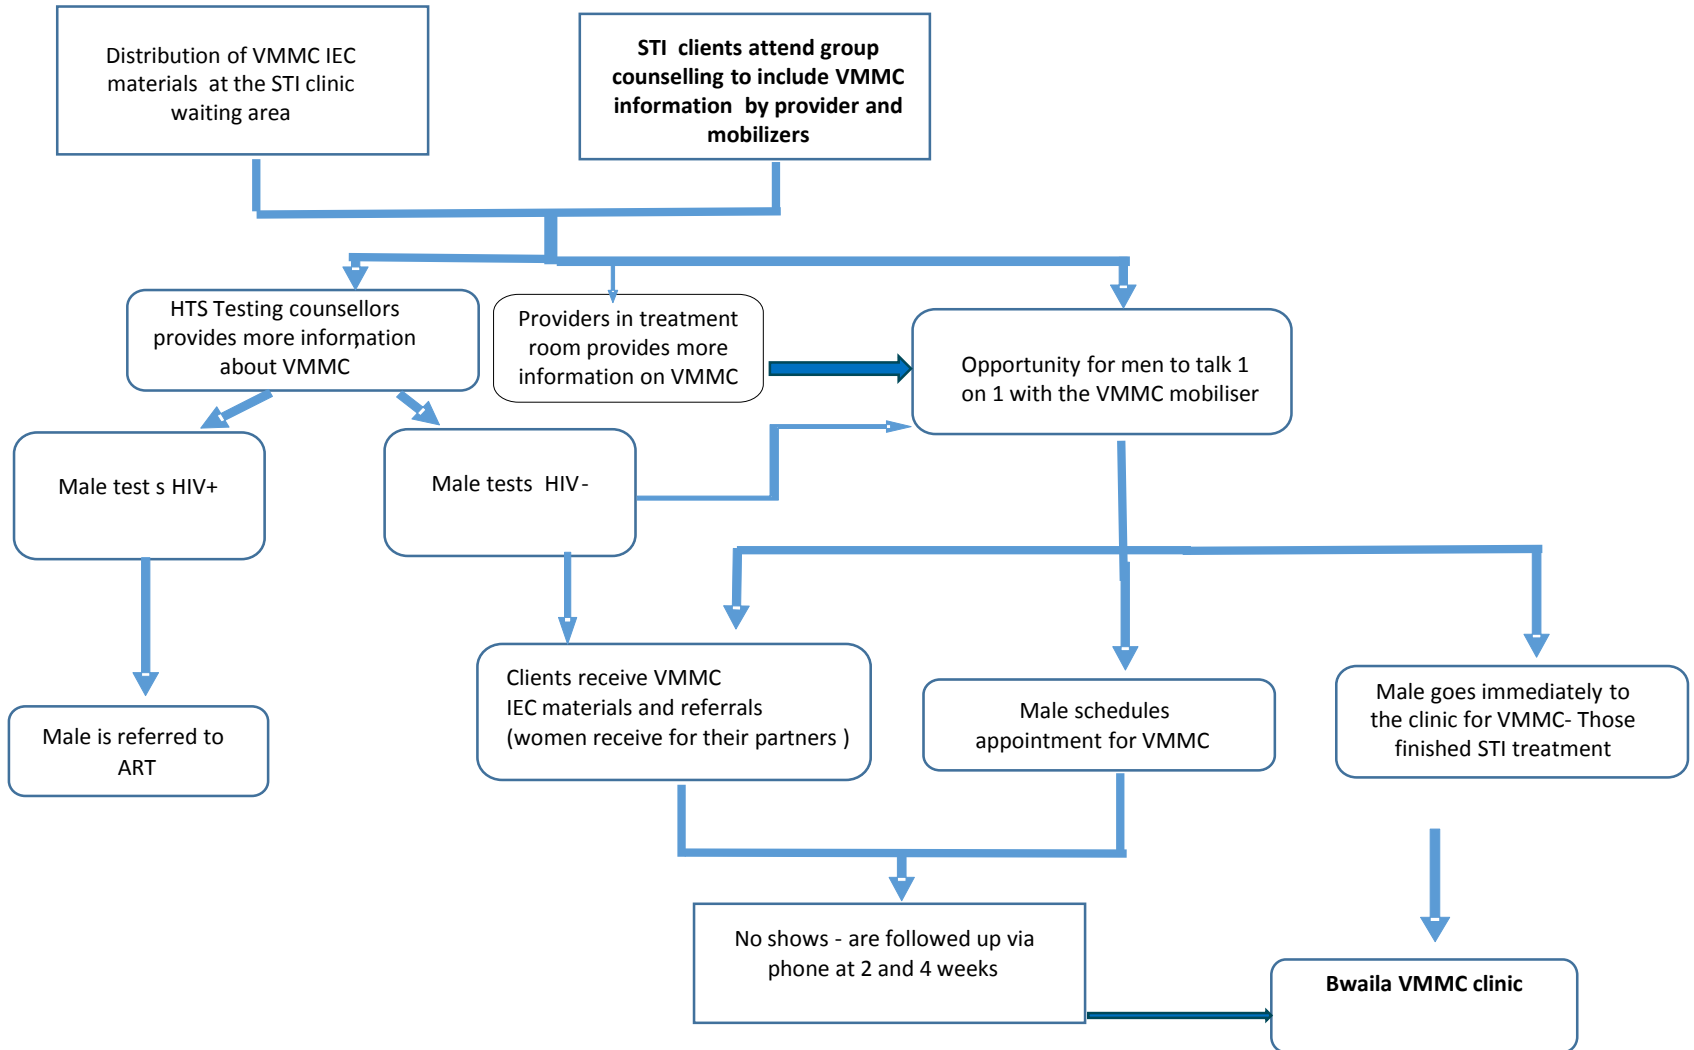 Distribution of VMMC IEC
materials at the STI clinic
waiting area
STI clients attend group
counselling to include VMMC
information by provider and
mobilizers
HTS Testing counsellors
provides more information
about VMMC
Providers in treatment
room provides more
information on VMMC
Opportunity for men to talk 1
on 1 with the VMMC mobiliser
Male test s HIV+
Male tests HIV-
Clients receive VMMC
IEC materials and referrals
(women receive for their partners )
Male schedules
appointment for VMMC
Male goes immediately to
the clinic for VMMC- Those
finished STI treatment
Male is referred to
ART
No shows - are followed up via
phone at 2 and 4 weeks
Bwaila VMMC clinic